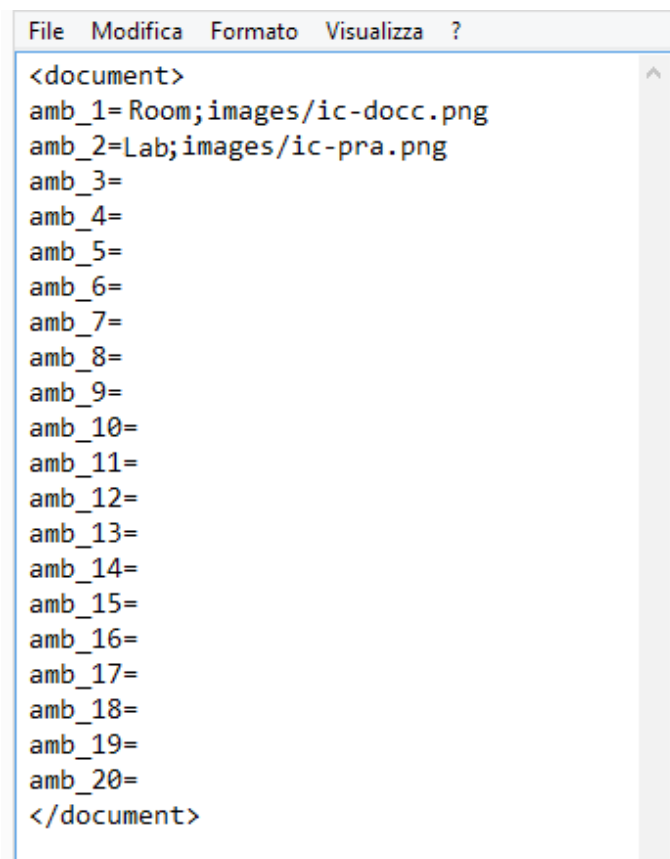 File Modifica Formato Visualizza ?
<document>
amb_1= Room;images/ic-docc.png
amb_2=Lab;images/ic-pra.png
amb_3=
amb_4=
amb_5=
amb_6=
amb_7=
amb_8=
amb_9=
amb_10=
amb_11=
amb_12=
amb_13=
amb_14=
amb_15=
amb_16=
amb_17=
amb_18=
amb_19=
amb_20=
</document>